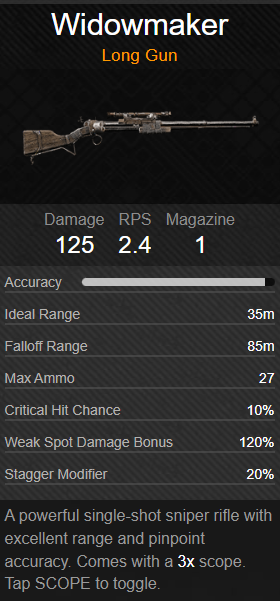 Widowmaker
Long Gun
Damage RPS Magazine
125 2.4 1
Accuracy
Ideal Range 35m
Falloff Range 85m
Max Ammo 27
Critical Hit Chance 10%
Weak Spot Damage Bonus 120%
Stagger Modifier 20%
A powerful single-shot sniper rifle with
excellent range and pinpoint
accuracy. Comes with a 3x scope.
Tap SCOPE to toggle.